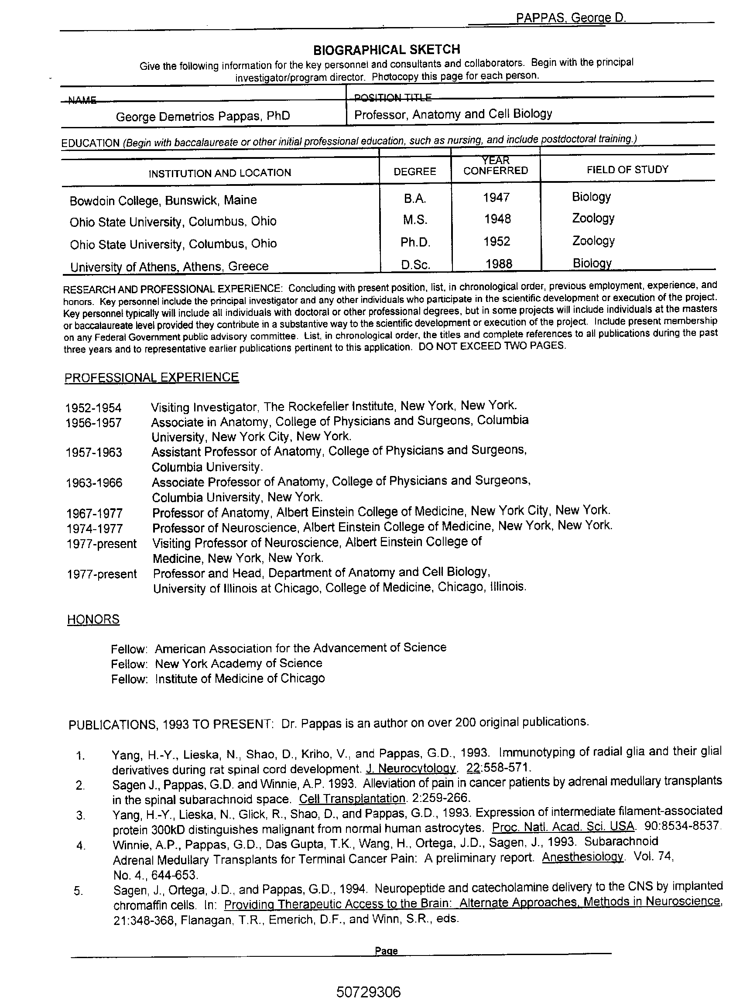 PAPPAS, George D.
BIOGRAPHICAL SKETCH
Give the following information for the key personnel and consultants and collaborators. Begin with the principal
investigator/program director. Photocopy this page for each person.
NAME
POSITION TITLE
George Demetrios Pappas, PhD
Professor, Anatomy and Cell Biology
EDUCATION (Begin with baccalaureate or other initial professional education, such as nursing, and include postdoctoral training.)
INSTITUTION AND LOCATION DEGREE YEAR CONFERRED FIELD OF STUDY
Bowdoin College, Bunswick, Maine B.A. 1947 Biology
Ohio State University, Columbus, Ohio M.S. 1948 Zoology
Ohio State University, Columbus, Ohio Ph.D. 1952 Zoology
University of Athens, Athens, Greece D.Sc. 1988 Biology
RESEARCH AND PROFESSIONAL EXPERIENCE: Concluding with present position, list, in chronological order, previous employment, experience, and
honors. Key personnel include the principal investigator and any other individuals who participate in the scientific development or execution of the project.
Key personnel typically will include all individuals with doctoral or other professional degrees, but in some projects will include individuals at the masters
or baccalaureate level provided they contribute in a substantive way to the scientific development or execution of the project. Include present membership
on any Federal Government public advisory committee. List, in chronological order, the titles and complete references to all publications during the past
three years and to representative earlier publications pertinent to this application. DO NOT EXCEED TWO PAGES.
PROFESSIONAL EXPERIENCE
1952-1954 Visiting Investigator, The Rockefeller Institute, New York, New York.
1956-1957 Associate in Anatomy, College of Physicians and Surgeons, Columbia
University, New York City, New York.
1957-1963 Assistant Professor of Anatomy, College of Physicians and Surgeons,
Columbia University.
1963-1966 Associate Professor of Anatomy, College of Physicians and Surgeons,
Columbia University, New York.
1967-1977 Professor of Anatomy, Albert Einstein College of Medicine, New York City, New York.
1974-1977 Professor of Neuroscience, Albert Einstein College of Medicine, New York, New York.
1977-present Visiting Professor of Neuroscience, Albert Einstein College of
Medicine, New York, New York.
1977-present Professor and Head, Department of Anatomy and Cell Biology,
University of Illinois at Chicago, College of Medicine, Chicago, Illinois.
HONORS
Fellow: American Association for the Advancement of Science
Fellow: New York Academy of Science
Fellow: Institute of Medicine of Chicago
PUBLICATIONS, 1993 TO PRESENT: Dr. Pappas is an author on over 200 original publications.
1. Yang, H.-Y., Lieska, N., Shao, D., Kriho, V., and Pappas, G.D., 1993. Immunotyping of radial glia and their glial
derivatives during rat spinal cord development. J. Neurocytology. 22:558-571.
2. Sagen J., Pappas, G.D. and Winnie, A.P. 1993. Alleviation of pain in cancer patients by adrenal medullary transplants
in the spinal subarachnoid space. Cell Transplantation. 2:259-266.
3. Yang, H.-Y., Lieska, N., Glick, R., Shao, D., and Pappas, G.D., 1993. Expression of intermediate filament-associated
protein 300kD distinguishes malignant from normal human astrocytes. Proc. Natl. Acad. Sci. USA. 90:8534-8537.
4. Winnie, A.P., Pappas, G.D., Das Gupta, T.K., Wang, H., Ortega, J.D., Sagen, J., 1993. Subarachnoid
Adrenal Medullary Transplants for Terminal Cancer Pain: A preliminary report. Anesthesiology. Vol. 74,
No. 4., 644-653.
5. Sagen, J., Ortega, J.D., and Pappas, G.D., 1994. Neuropeptide and catecholamine delivery to the CNS by implanted
chromaffin cells. In: Providing Therapeutic Access to the Brain: Alternate Approaches, Methods in Neuroscience,
21:348-368, Flanagan, T.R., Emerich, D.F., and Winn, S.R., eds.
Page
50729306